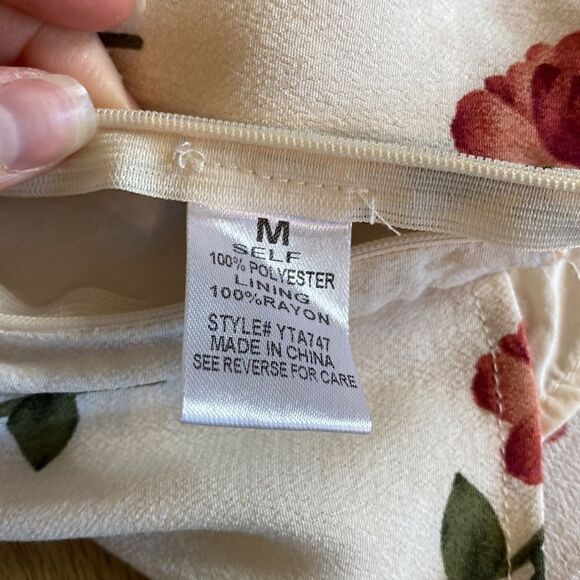 M
SELF
100% POLYESTER
LINING
100%RAYON
STYLE# YTA747
MADE IN CHINA
SEE REVERSE FOR CARE